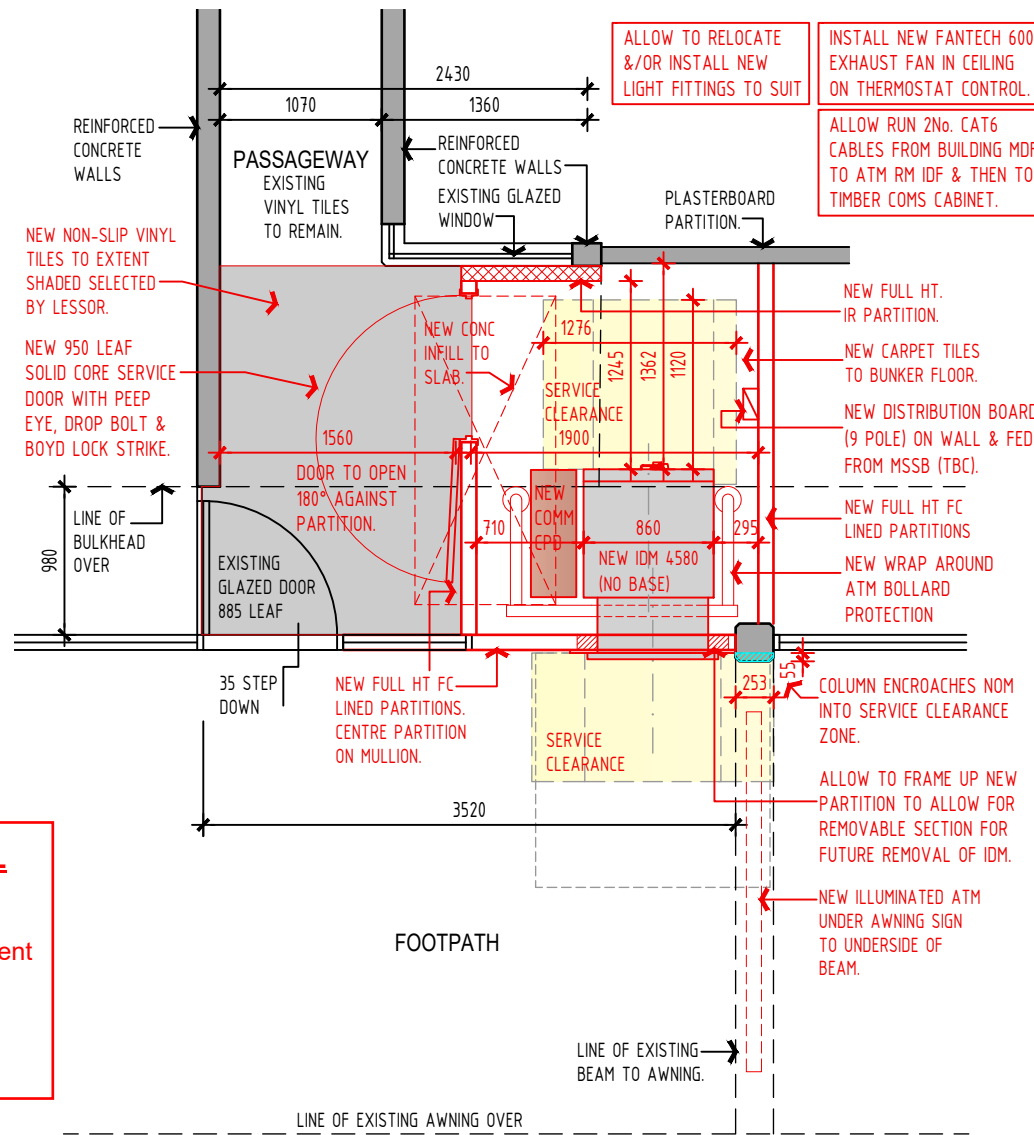 ALLOW TO RELOCATE
&/OR INSTALL NEW
LIGHT FITTINGS TO SUIT
INSTALL NEW FANTECH 600
EXHAUST FAN IN CEILING
ON THERMOSTAT CONTROL.
ALLOW RUN 2No. CAT6
CABLES FROM BUILDING MDF
TO ATM RM IDF & THEN TO
TIMBER COMS CABINET.
2430
1070
1360
REINFORCED
CONCRETE
WALLS
PASSAGEWAY
EXISTING
VINYL TILES
TO REMAIN.
REINFORCED
CONCRETE WALLS
EXISTING GLAZED
WINDOW
PLASTERBOARD
PARTITION.
NEW NON-SLIP VINYL
TILES TO EXTENT
SHADED SELECTED
BY LESSOR.
NEW 950 LEAF
SOLID CORE SERVICE
DOOR WITH PEEP
EYE, DROP BOLT &
BOYD LOCK STRIKE.
NEW CONC
INFILL TO
SLAB.
1276
1245
1362
1120
SERVICE
CLEARANCE
1900
1560
DOOR TO OPEN
180° AGAINST
PARTITION.
NEW FULL HT.
IR PARTITION.
NEW CARPET TILES
TO BUNKER FLOOR.
NEW DISTRIBUTION BOARD
(9 POLE) ON WALL & FED
FROM MSSB (TBC).
NEW FULL HT FC
LINED PARTITIONS
NEW WRAP AROUND
ATM BOLLARD
PROTECTION
LINE OF
BULKHEAD
OVER
980
EXISTING
GLAZED DOOR
885 LEAF
710
NEW
COMM
CPD
860
295
NEW IDM 4580
(NO BASE)
35 STEP
DOWN
NEW FULL HT FC
LINED PARTITIONS.
CENTRE PARTITION
ON MULLION.
SERVICE
CLEARANCE
253
55
COLUMN ENCROACHES NOM
INTO SERVICE CLEARANCE
ZONE.
ALLOW TO FRAME UP NEW
PARTITION TO ALLOW FOR
REMOVABLE SECTION FOR
FUTURE REMOVAL OF IDM.
3520
NEW ILLUMINATED ATM
UNDER AWNING SIGN
TO UNDERSIDE OF
BEAM.
ent
FOOTPATH
LINE OF EXISTING
BEAM TO AWNING.
LINE OF EXISTING AWNING OVER